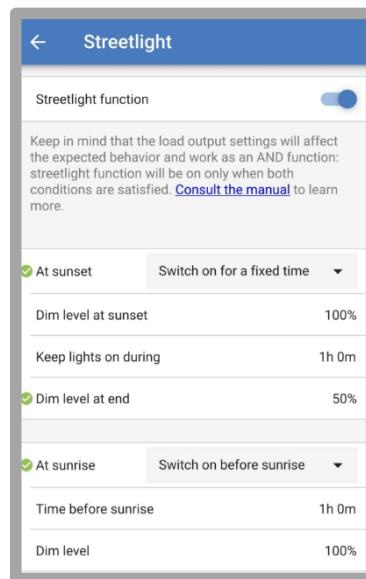 Streetlight
Streetlight function
Keep in mind that the load output settings will affect
the expected behavior and work as an AND function:
streetlight function will be on only when both
conditions are satisfied. Consult the manual to learn
more.
At sunset Switch on for a fixed time
Dim level at sunset 100%
Keep lights on during 1h 0m
Dim level at end 50%
At sunrise Switch on before sunrise
Time before sunrise 1h 0m
Dim level 100%